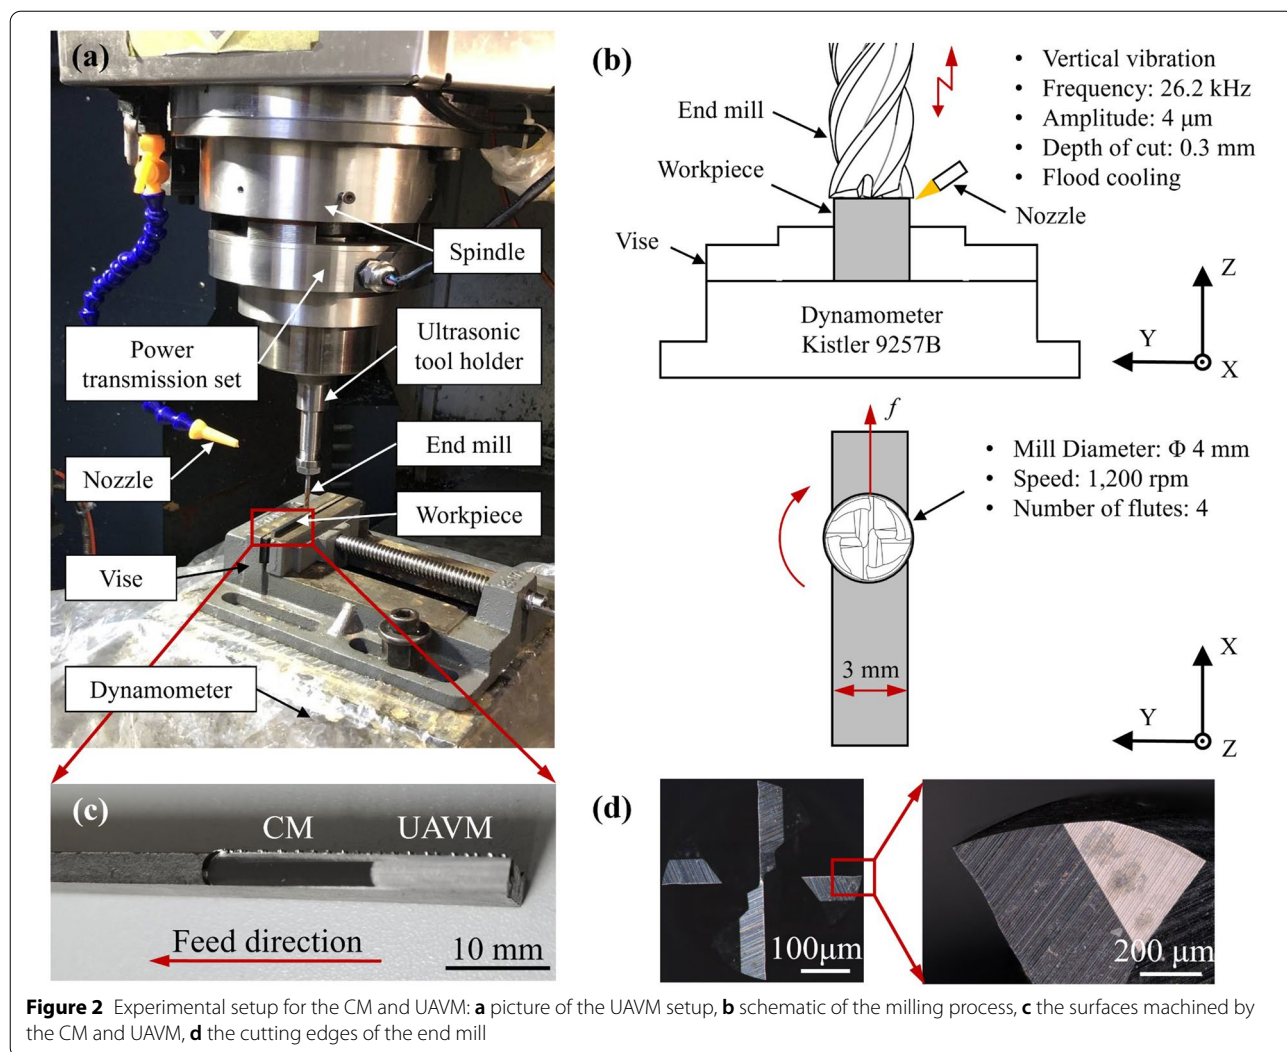 (a)
Spindle
Power
transmission set
Ultrasonic
tool holder
End mill
Nozzle
Workpiece
Vise
Dynamometer
(b)
End mill
Workpiece
Vise
Nozzle
Dynamometer
Kistler 9257B
• Vertical vibration
• Frequency: 26.2 kHz
• Amplitude: 4 μm
• Depth of cut: 0.3 mm
• Flood cooling
Z
Y
X
f
• Mill Diameter: Φ 4 mm
• Speed: 1,200 rpm
• Number of flutes: 4
3 mm
X
Y
Z
(c)
CM
UAVM
Feed direction
10 mm
(d)
100μm
200 μm
Figure 2 Experimental setup for the CM and UAVM: a picture of the UAVM setup, b schematic of the milling process, c the surfaces machined by
the CM and UAVM, d the cutting edges of the end mill